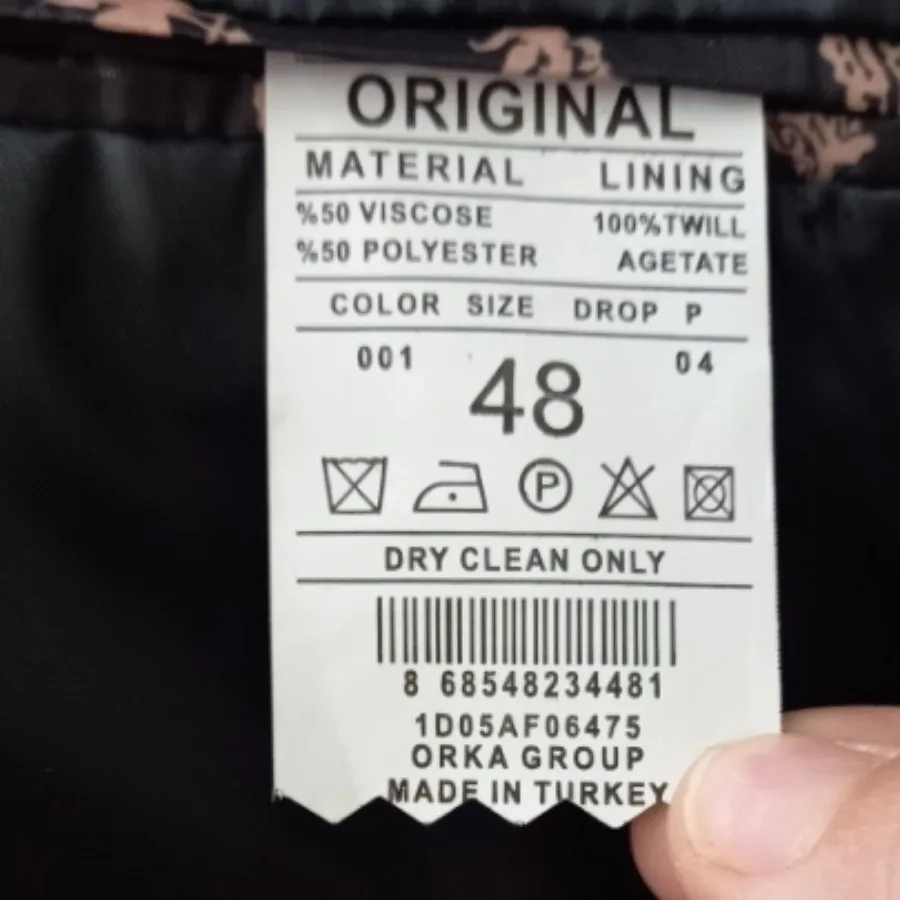 ORIGINAL
MATERIAL LINING
%50 VISCOSE 100%TWILL
%50 POLYESTER AGETATE
COLOR SIZE DROP P
001 48 04
P
DRY CLEAN ONLY
8 68548234481
1D05AF06475
ORKA GROUP
MADE IN TURKEY